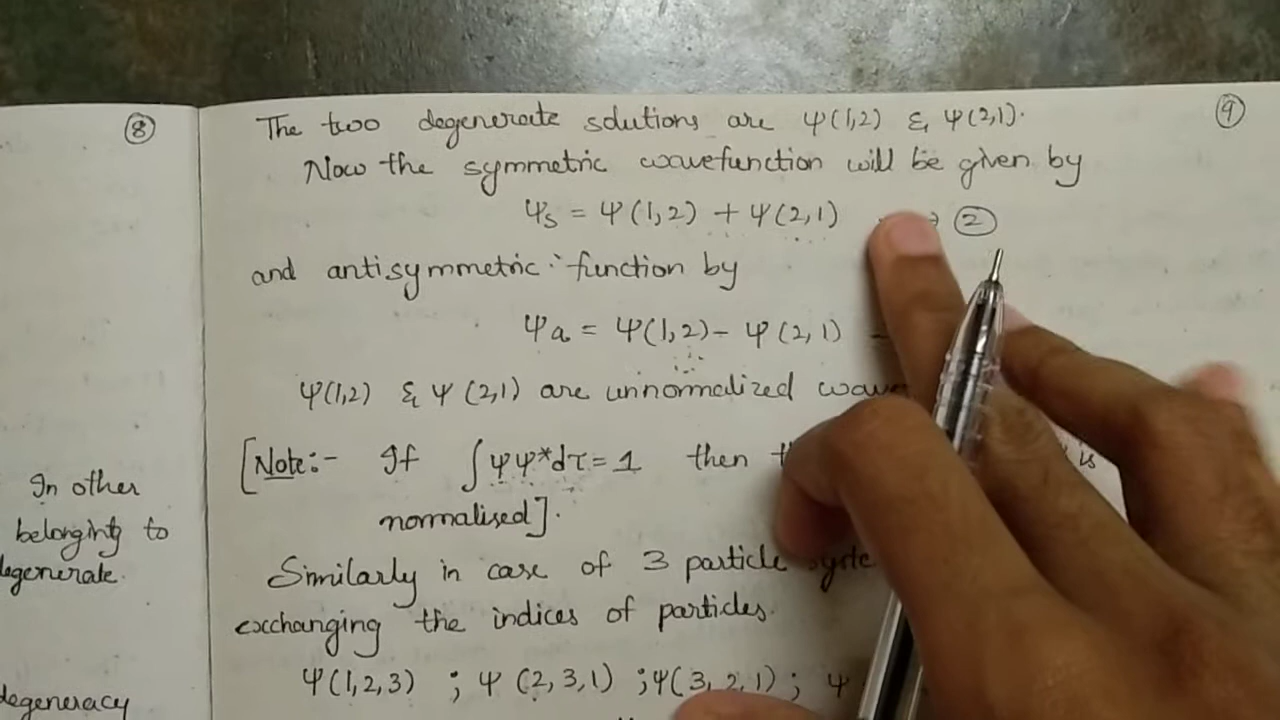 8
In other
belonging to
degenerate.
degeneracy
9
The two degenerate solutions are ψ(1,2) & ψ(2,1).
Now the symmetric wavefunction will be given by
ψs = ψ(1,2) + ψ(2,1) → 2
and antisymmetric function by
ψa = ψ(1,2) - ψ(2,1) -
ψ(1,2) & ψ(2,1) are unnormalized
[Note:- If ∫ψψ*dτ=1 then is
normalised].
Similarly in case of 3 particle
excchanging the indices of particles.
ψ(1,2,3) ; ψ(2,3,1) ; ψ(3,2,1) ; ψ